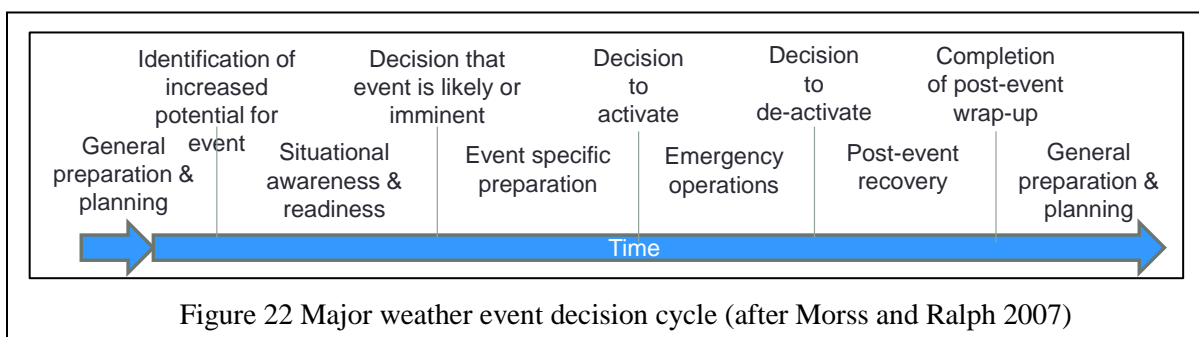 Identification of
increased
potential for
event
Decision that
event is likely or
imminent
Decision
to
activate
Decision
to
de-activate
Completion
of post-event
wrap-up
General
preparation &
planning
Situational
awareness &
readiness
Event specific
preparation
Emergency
operations
Post-event
recovery
General
preparation &
planning
Time
Figure 22 Major weather event decision cycle (after Morss and Ralph 2007)